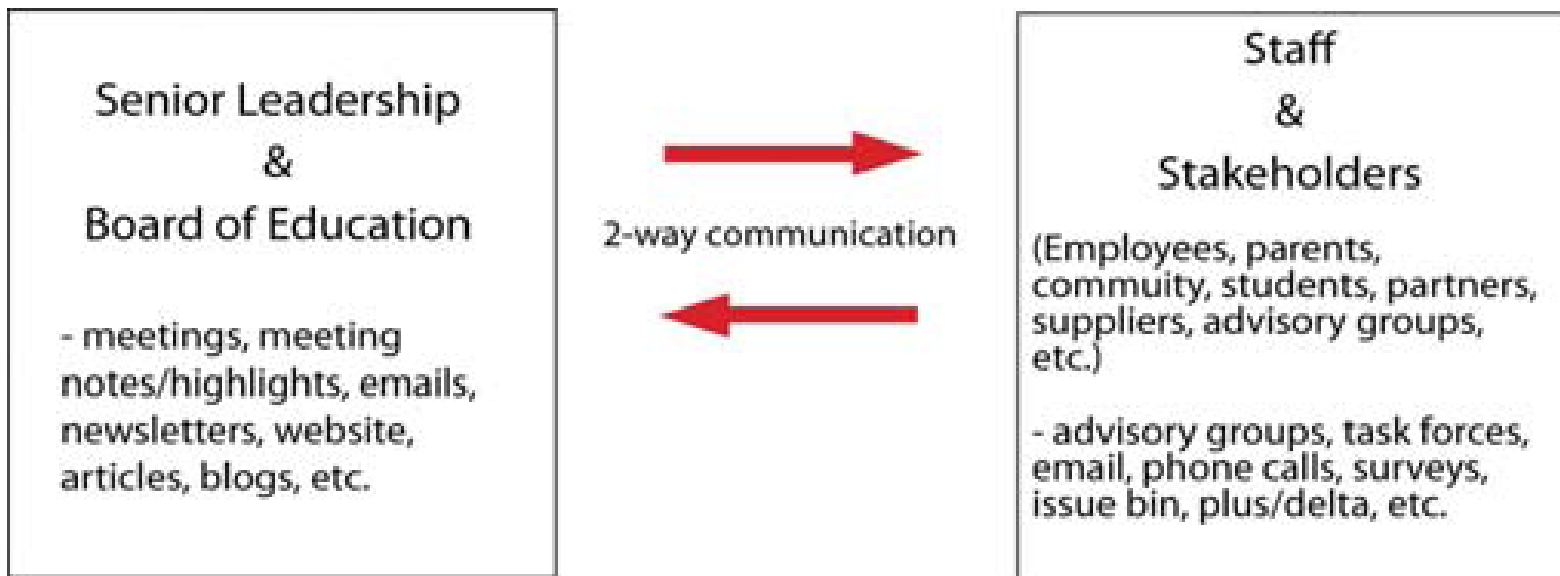 Senior Leadership
&
Board of Education
- meetings, meeting
notes/highlights, emails,
newsletters, website,
articles, blogs, etc.
2-way communication
Staff
&
Stakeholders
(Employees, parents,
commuity, students, partners,
suppliers, advisory groups,
etc.)
- advisory groups, task forces,
email, phone calls, surveys,
issue bin, plus/delta, etc.